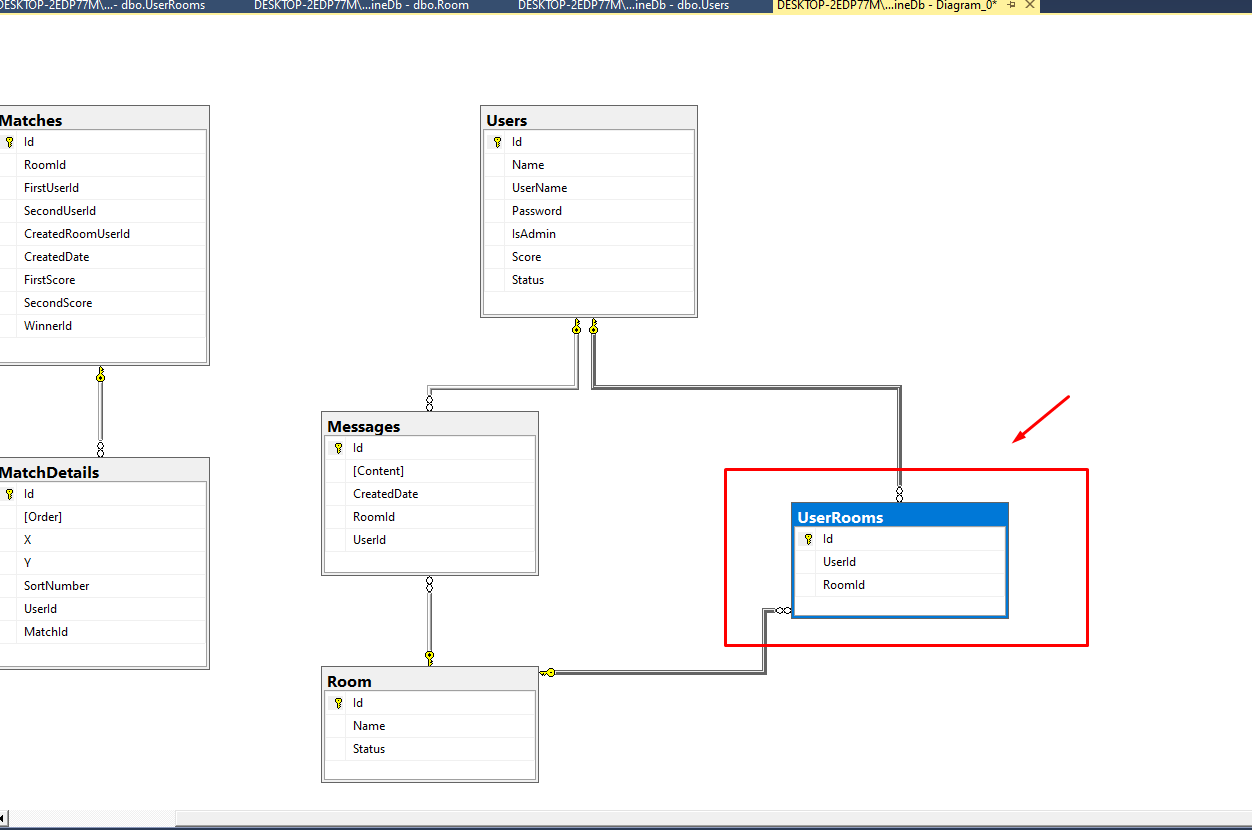 DESKTOP-2EDP77M\...- dbo.UserRooms
DESKTOP-2EDP77M\...ineDb - dbo.Room
DESKTOP-2EDP77M\...ineDb - dbo.Users
DESKTOP-2EDP77M\...ineDb - Diagram_0*
Matches
Id
RoomId
FirstUserId
SecondUserId
CreatedRoomUserId
CreatedDate
FirstScore
SecondScore
WinnerId
Users
Id
Name
UserName
Password
IsAdmin
Score
Status
MatchDetails
Id
[Order]
X
Y
SortNumber
UserId
MatchId
Messages
Id
[Content]
CreatedDate
RoomId
UserId
UserRooms
Id
UserId
RoomId
Room
Id
Name
Status